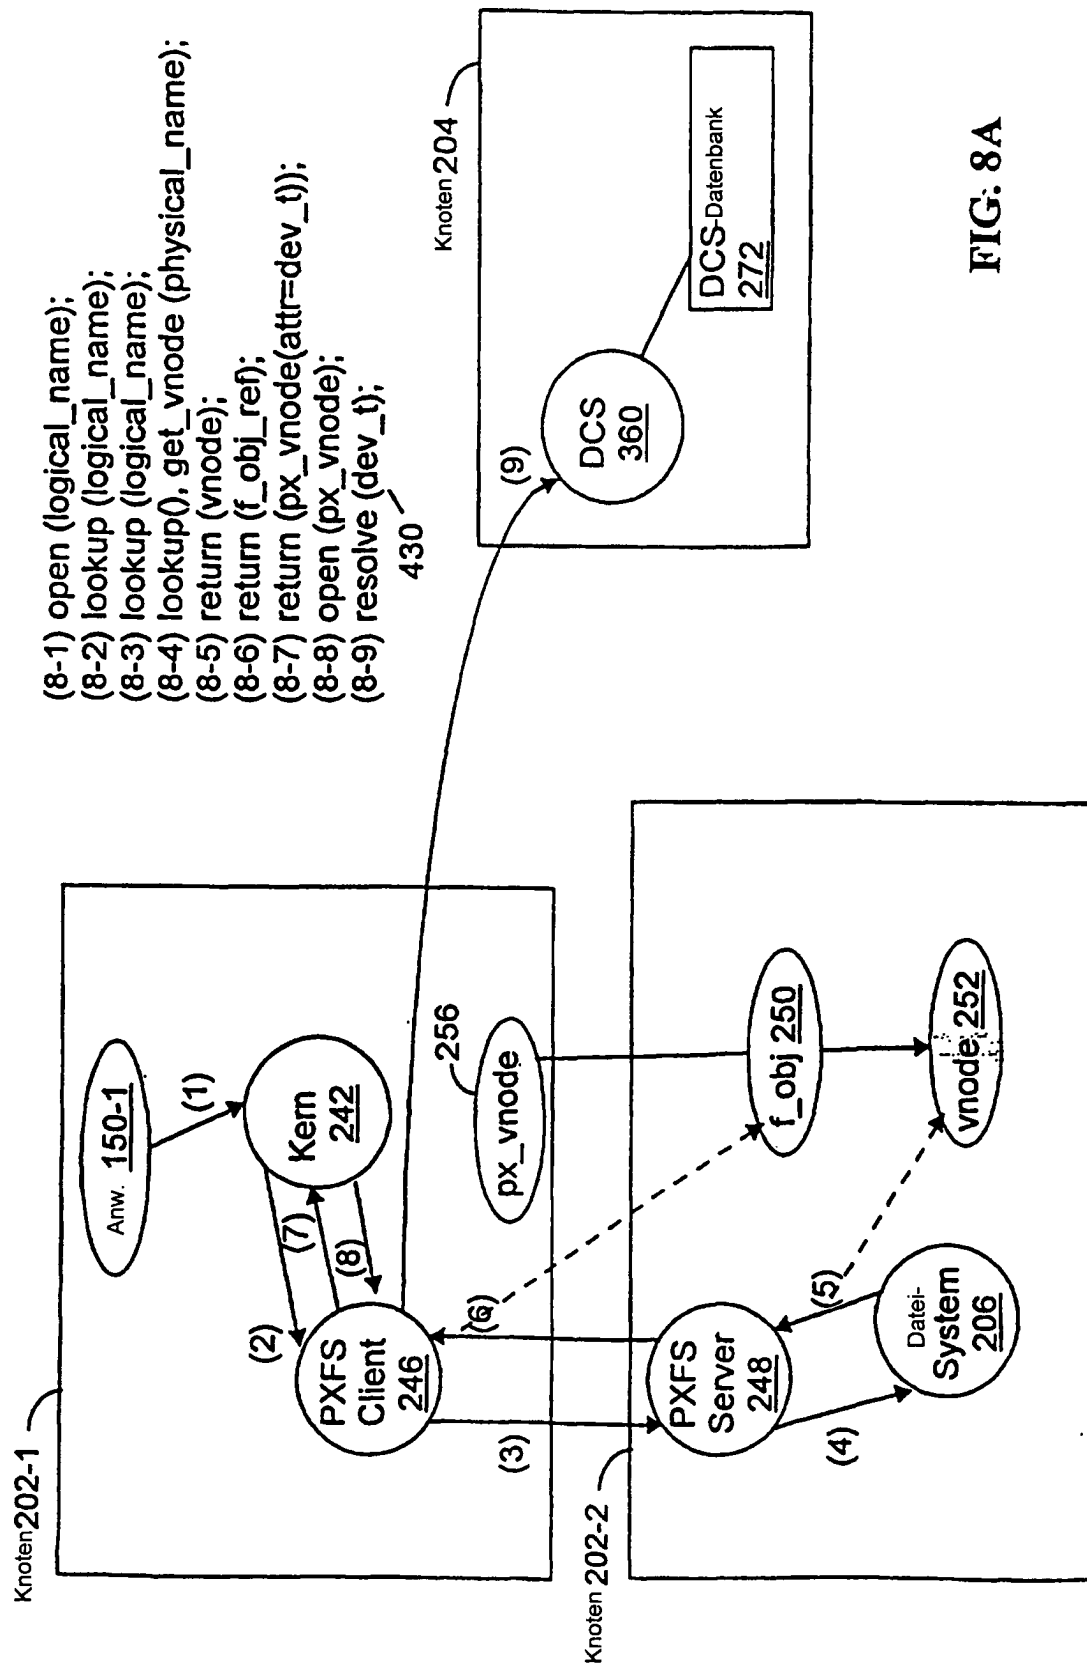 (8-1) open (logical_name);
(8-2) lookup (logical_name);
(8-3) lookup (logical_name);
(8-4) lookup(), get_vnode (physical_name);
(8-5) return (vnode);
(8-6) return (f_obj_ref);
(8-7) return (px_vnode(attr=dev_t));
(8-8) open (px_vnode);
(8-9) resolve (dev_t);
430
Knoten 202-1
Anw. 150-1
(1)
Kern
242
(2)
(7)
(8)
PXFS
Client
246
256
px_vnode
(3)
(6)
Knoten 202-2
PXFS
Server
248
(4)
(5)
Datei-
System
206
f_obj 250
vnode 252
Knoten 204
(9)
DCS
360
DCS-Datenbank
272
FIG. 8A